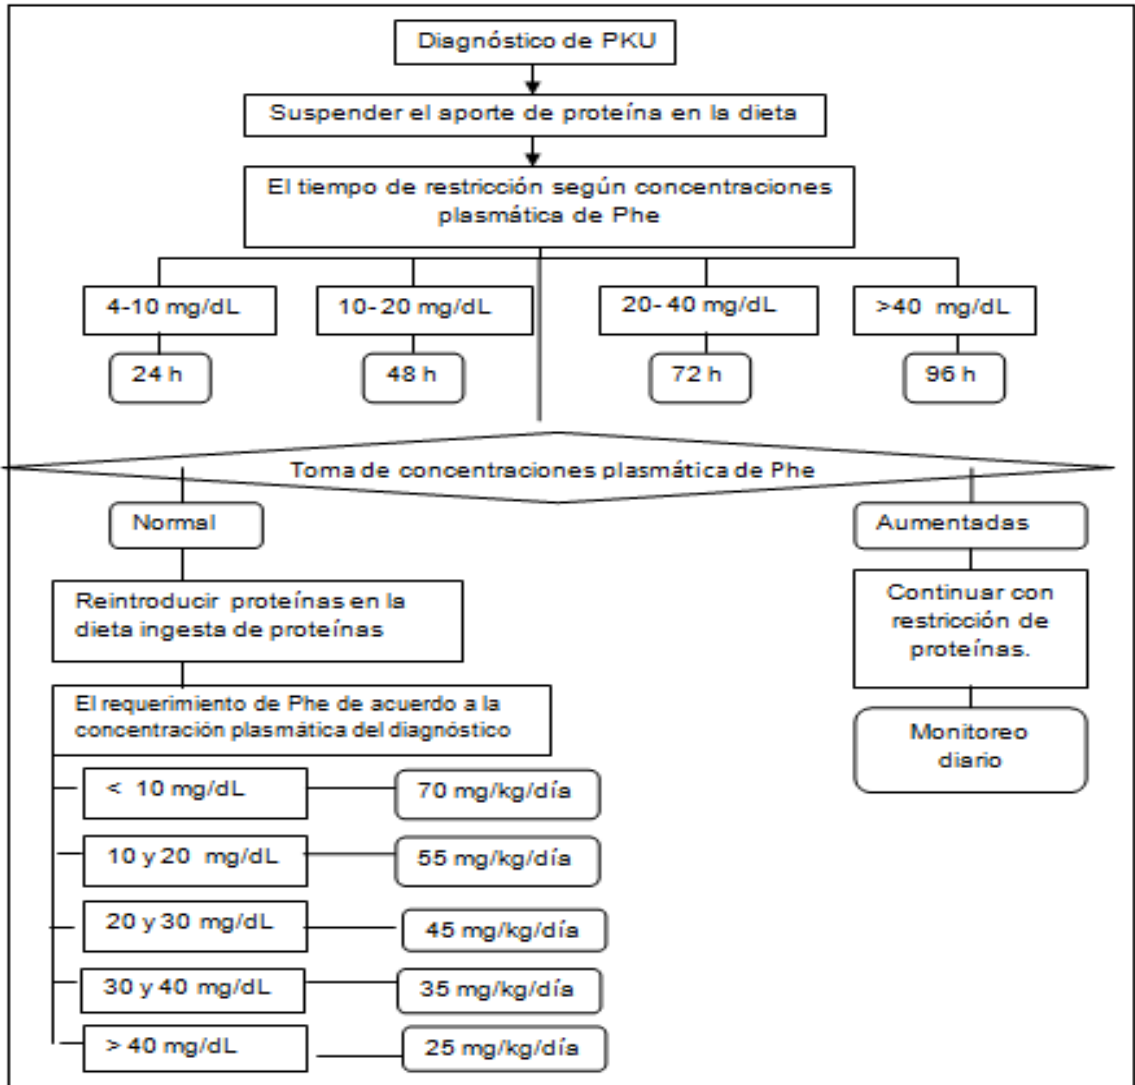 Diagnóstico de PKU
Suspender el aporte de proteína en la dieta
El tiempo de restricción según concentraciones
plasmática de Phe
4-10 mg/dL
10-20 mg/dL
20-40 mg/dL
>40 mg/dL
24 h
48 h
72 h
96 h
Toma de concentraciones plasmática de Phe
Normal
Aumentadas
Reintroducir proteínas en la
dieta ingesta de proteínas
Continuar con
restricción de
proteínas.
El requerimiento de Phe de acuerdo a la
concentración plasmática del diagnóstico
Monitoreo
diario
< 10 mg/dL
70 mg/kg/día
10 y 20 mg/dL
55 mg/kg/día
20 y 30 mg/dL
45 mg/kg/día
30 y 40 mg/dL
35 mg/kg/día
> 40 mg/dL
25 mg/kg/día